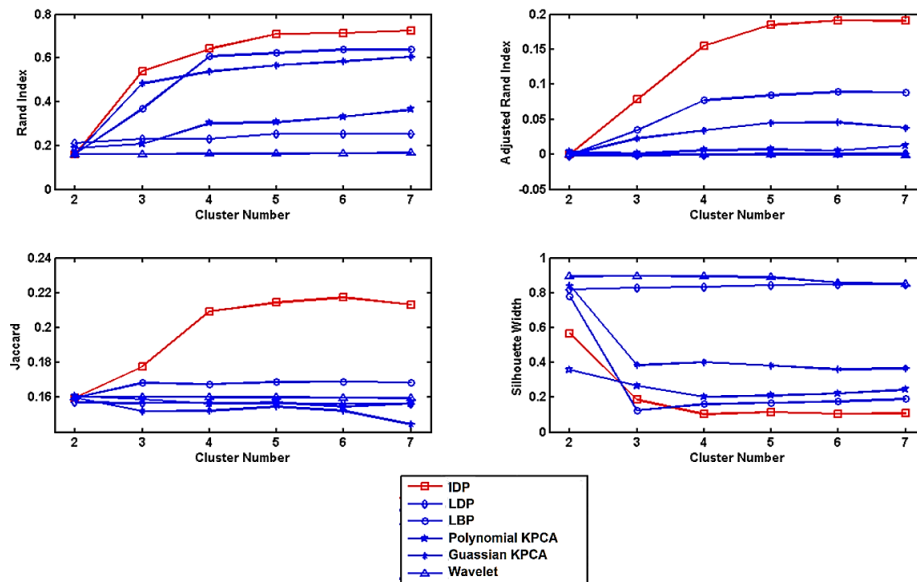 0.8
0.6
0.4
0.2
0
Rand Index
2 3 4 5 6 7
Cluster Number
0.2
0.15
0.1
0.05
0
-0.05
Adjusted Rand Index
2 3 4 5 6 7
Cluster Number
0.24
0.22
0.2
0.18
0.16
Jaccard
2 3 4 5 6 7
Cluster Number
1
0.8
0.6
0.4
0.2
0
Silhouette Width
2 3 4 5 6 7
Cluster Number
IDP
LDP
LBP
Polynomial KPCA
Guassian KPCA
Wavelet